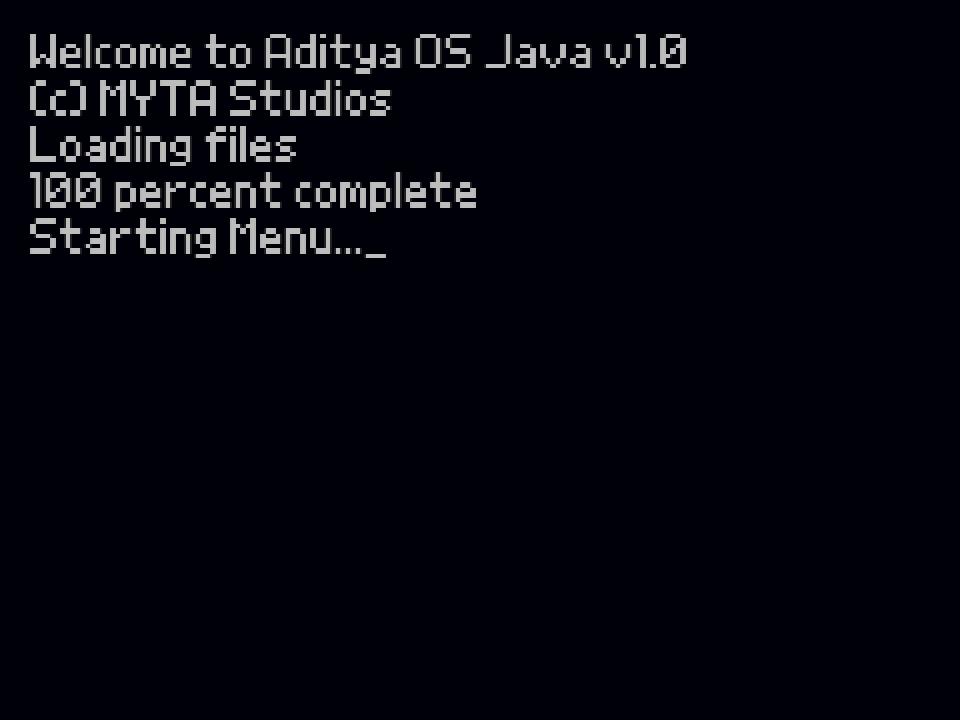 Welcome to Aditya OS Java v1.0
(c) MYTA Studios
Loading files
100 percent complete
Starting Menu..._